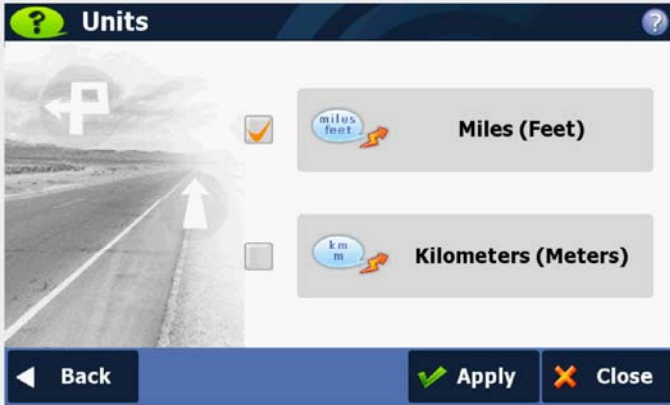 ?
Units
?
miles
feet
Miles (Feet)
km
m
Kilometers (Meters)
Back
Apply
Close